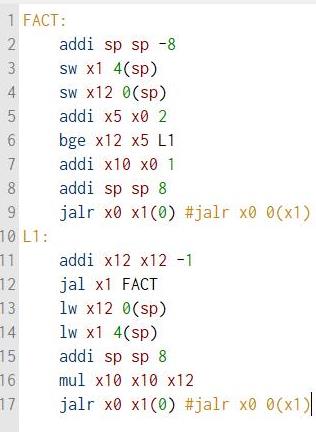 1 FACT:
2 addi sp sp -8
3 sw x1 4(sp)
4 sw x12 0(sp)
5 addi x5 x0 2
6 bge x12 x5 L1
7 addi x10 x0 1
8 addi sp sp 8
9 jalr x0 x1(0) #jalr x0 0(x1)
10 L1:
11 addi x12 x12 -1
12 jal x1 FACT
13 lw x12 0(sp)
14 lw x1 4(sp)
15 addi sp sp 8
16 mul x10 x10 x12
17 jalr x0 x1(0) #jalr x0 0(x1)